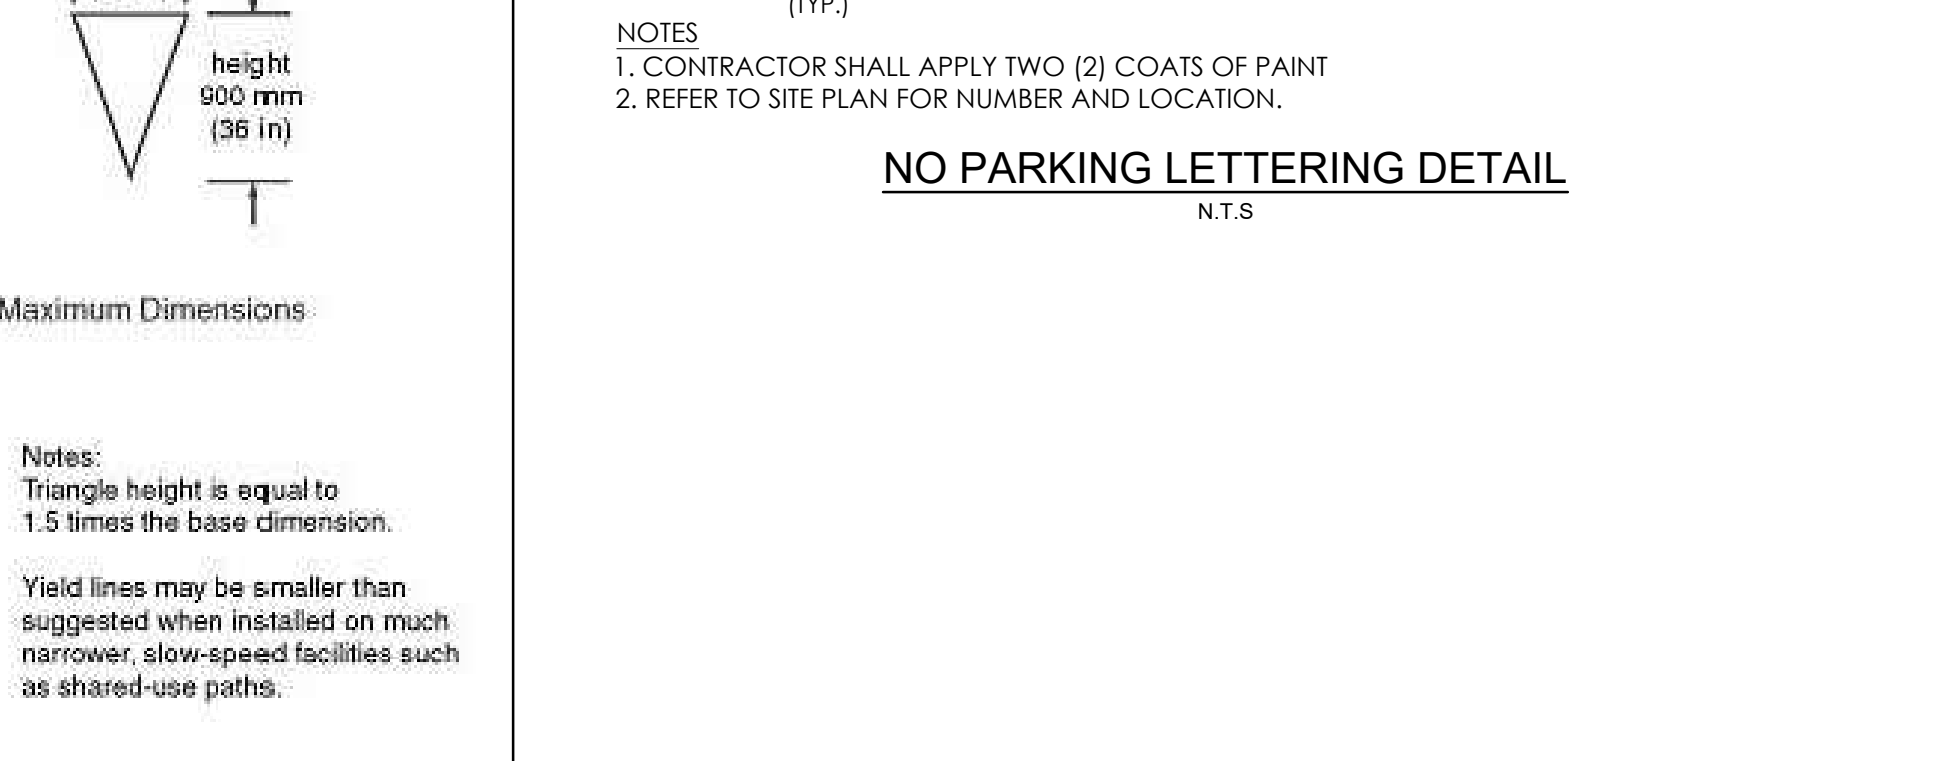 height
900 mm
(36 in)
Maximum Dimensions
Notes:
Triangle height is equal to
1.5 times the base dimension.
Yield lines may be smaller than
suggested when installed on much
narrower, slow-speed facilities such
as shared-use paths.
(TYP.)
NOTES
1. CONTRACTOR SHALL APPLY TWO (2) COATS OF PAINT
2. REFER TO SITE PLAN FOR NUMBER AND LOCATION.
NO PARKING LETTERING DETAIL
N.T.S